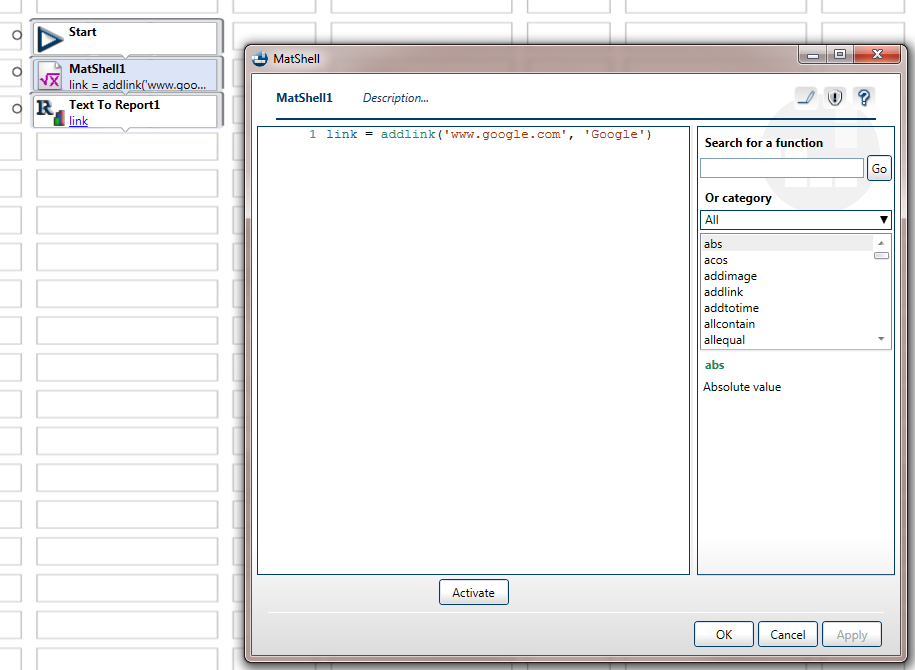 Start
MatShell1
link = addlink('www.goo...
Text To Report1
link
MatShell
MatShell1 Description...
1 link = addlink('www.google.com', 'Google')
Search for a function
Go
Or category
All
abs
acos
addimage
addlink
addtotime
allcontain
allequal
abs
Absolute value
Activate
OK Cancel Apply